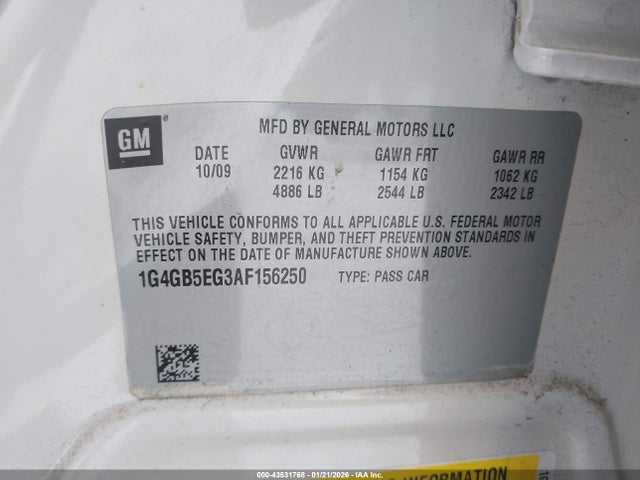 GM
MFD BY GENERAL MOTORS LLC
DATE GVWR GAWR FRT GAWR RR
10/09 2216 KG 1154 KG 1062 KG
4886 LB 2544 LB 2342 LB
THIS VEHICLE CONFORMS TO ALL APPLICABLE U.S. FEDERAL MOTOR
VEHICLE SAFETY, BUMPER, AND THEFT PREVENTION STANDARDS IN
EFFECT ON THE DATE OF MANUFACTURE SHOWN ABOVE.
1G4GB5EG3AF156250 TYPE: PASS CAR
INFORMATION
000-43531768 - 01/21/2026 - IAA Inc.